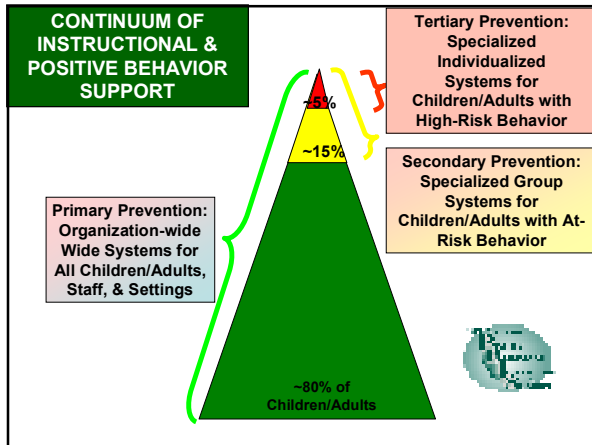 CONTINUUM OF
INSTRUCTIONAL &
POSITIVE BEHAVIOR
SUPPORT
Tertiary Prevention:
Specialized
Individualized
Systems for
Children/Adults with
High-Risk Behavior
~5%
~15%
Secondary Prevention:
Specialized Group
Systems for
Children/Adults with At-
Risk Behavior
Primary Prevention:
Organization-wide
Wide Systems for
All Children/Adults,
Staff, & Settings
~80% of
Children/Adults